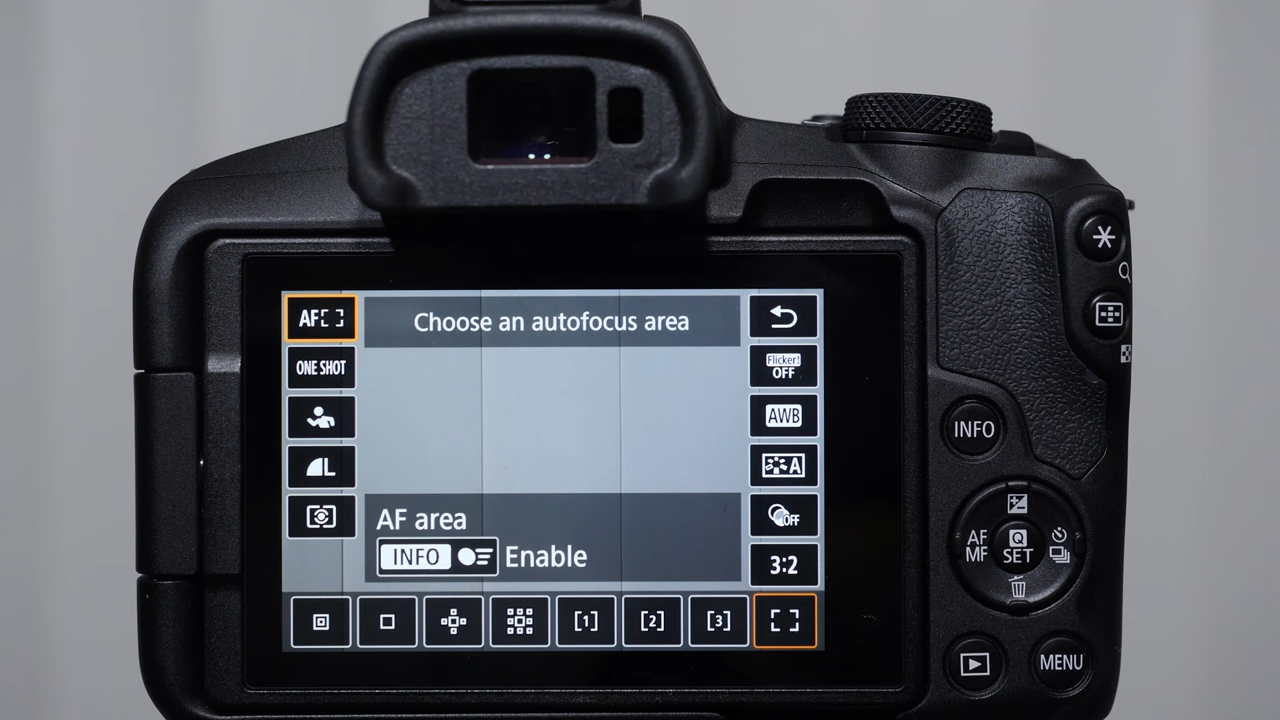 AF
Choose an autofocus area
ONE SHOT
Flicker!
OFF
AWB
L
A
OFF
AF area
INFO Enable
3:2
[1] [2] [3]
INFO
AF
MF
Q
SET
MENU